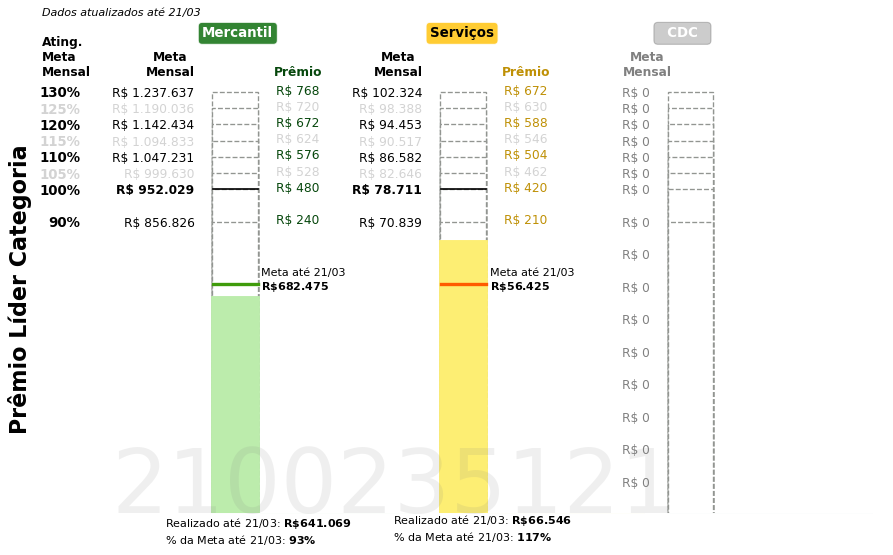 Dados atualizados até 21/03
Mercantil Serviços CDC
Ating. Meta Mensal
Meta Mensal Prêmio Meta Mensal Prêmio Meta Mensal
130% R$ 1.237.637 R$ 768 R$ 102.324 R$ 672 R$ 0
125% R$ 1.190.036 R$ 720 R$ 98.388 R$ 630 R$ 0
120% R$ 1.142.434 R$ 672 R$ 94.453 R$ 588 R$ 0
115% R$ 1.094.833 R$ 624 R$ 90.517 R$ 546 R$ 0
110% R$ 1.047.231 R$ 576 R$ 86.582 R$ 504 R$ 0
105% R$ 999.630 R$ 528 R$ 82.646 R$ 462 R$ 0
100% R$ 952.029 R$ 480 R$ 78.711 R$ 420 R$ 0
90% R$ 856.826 R$ 240 R$ 70.839 R$ 210 R$ 0
R$ 0
Meta até 21/03 Meta até 21/03
R$682.475 R$56.425 R$ 0
R$ 0
R$ 0
R$ 0
R$ 0
R$ 0
R$ 0
Prêmio Líder Categoria
2100235121
Realizado até 21/03: R$641.069 Realizado até 21/03: R$66.546
% da Meta até 21/03: 93% % da Meta até 21/03: 117%